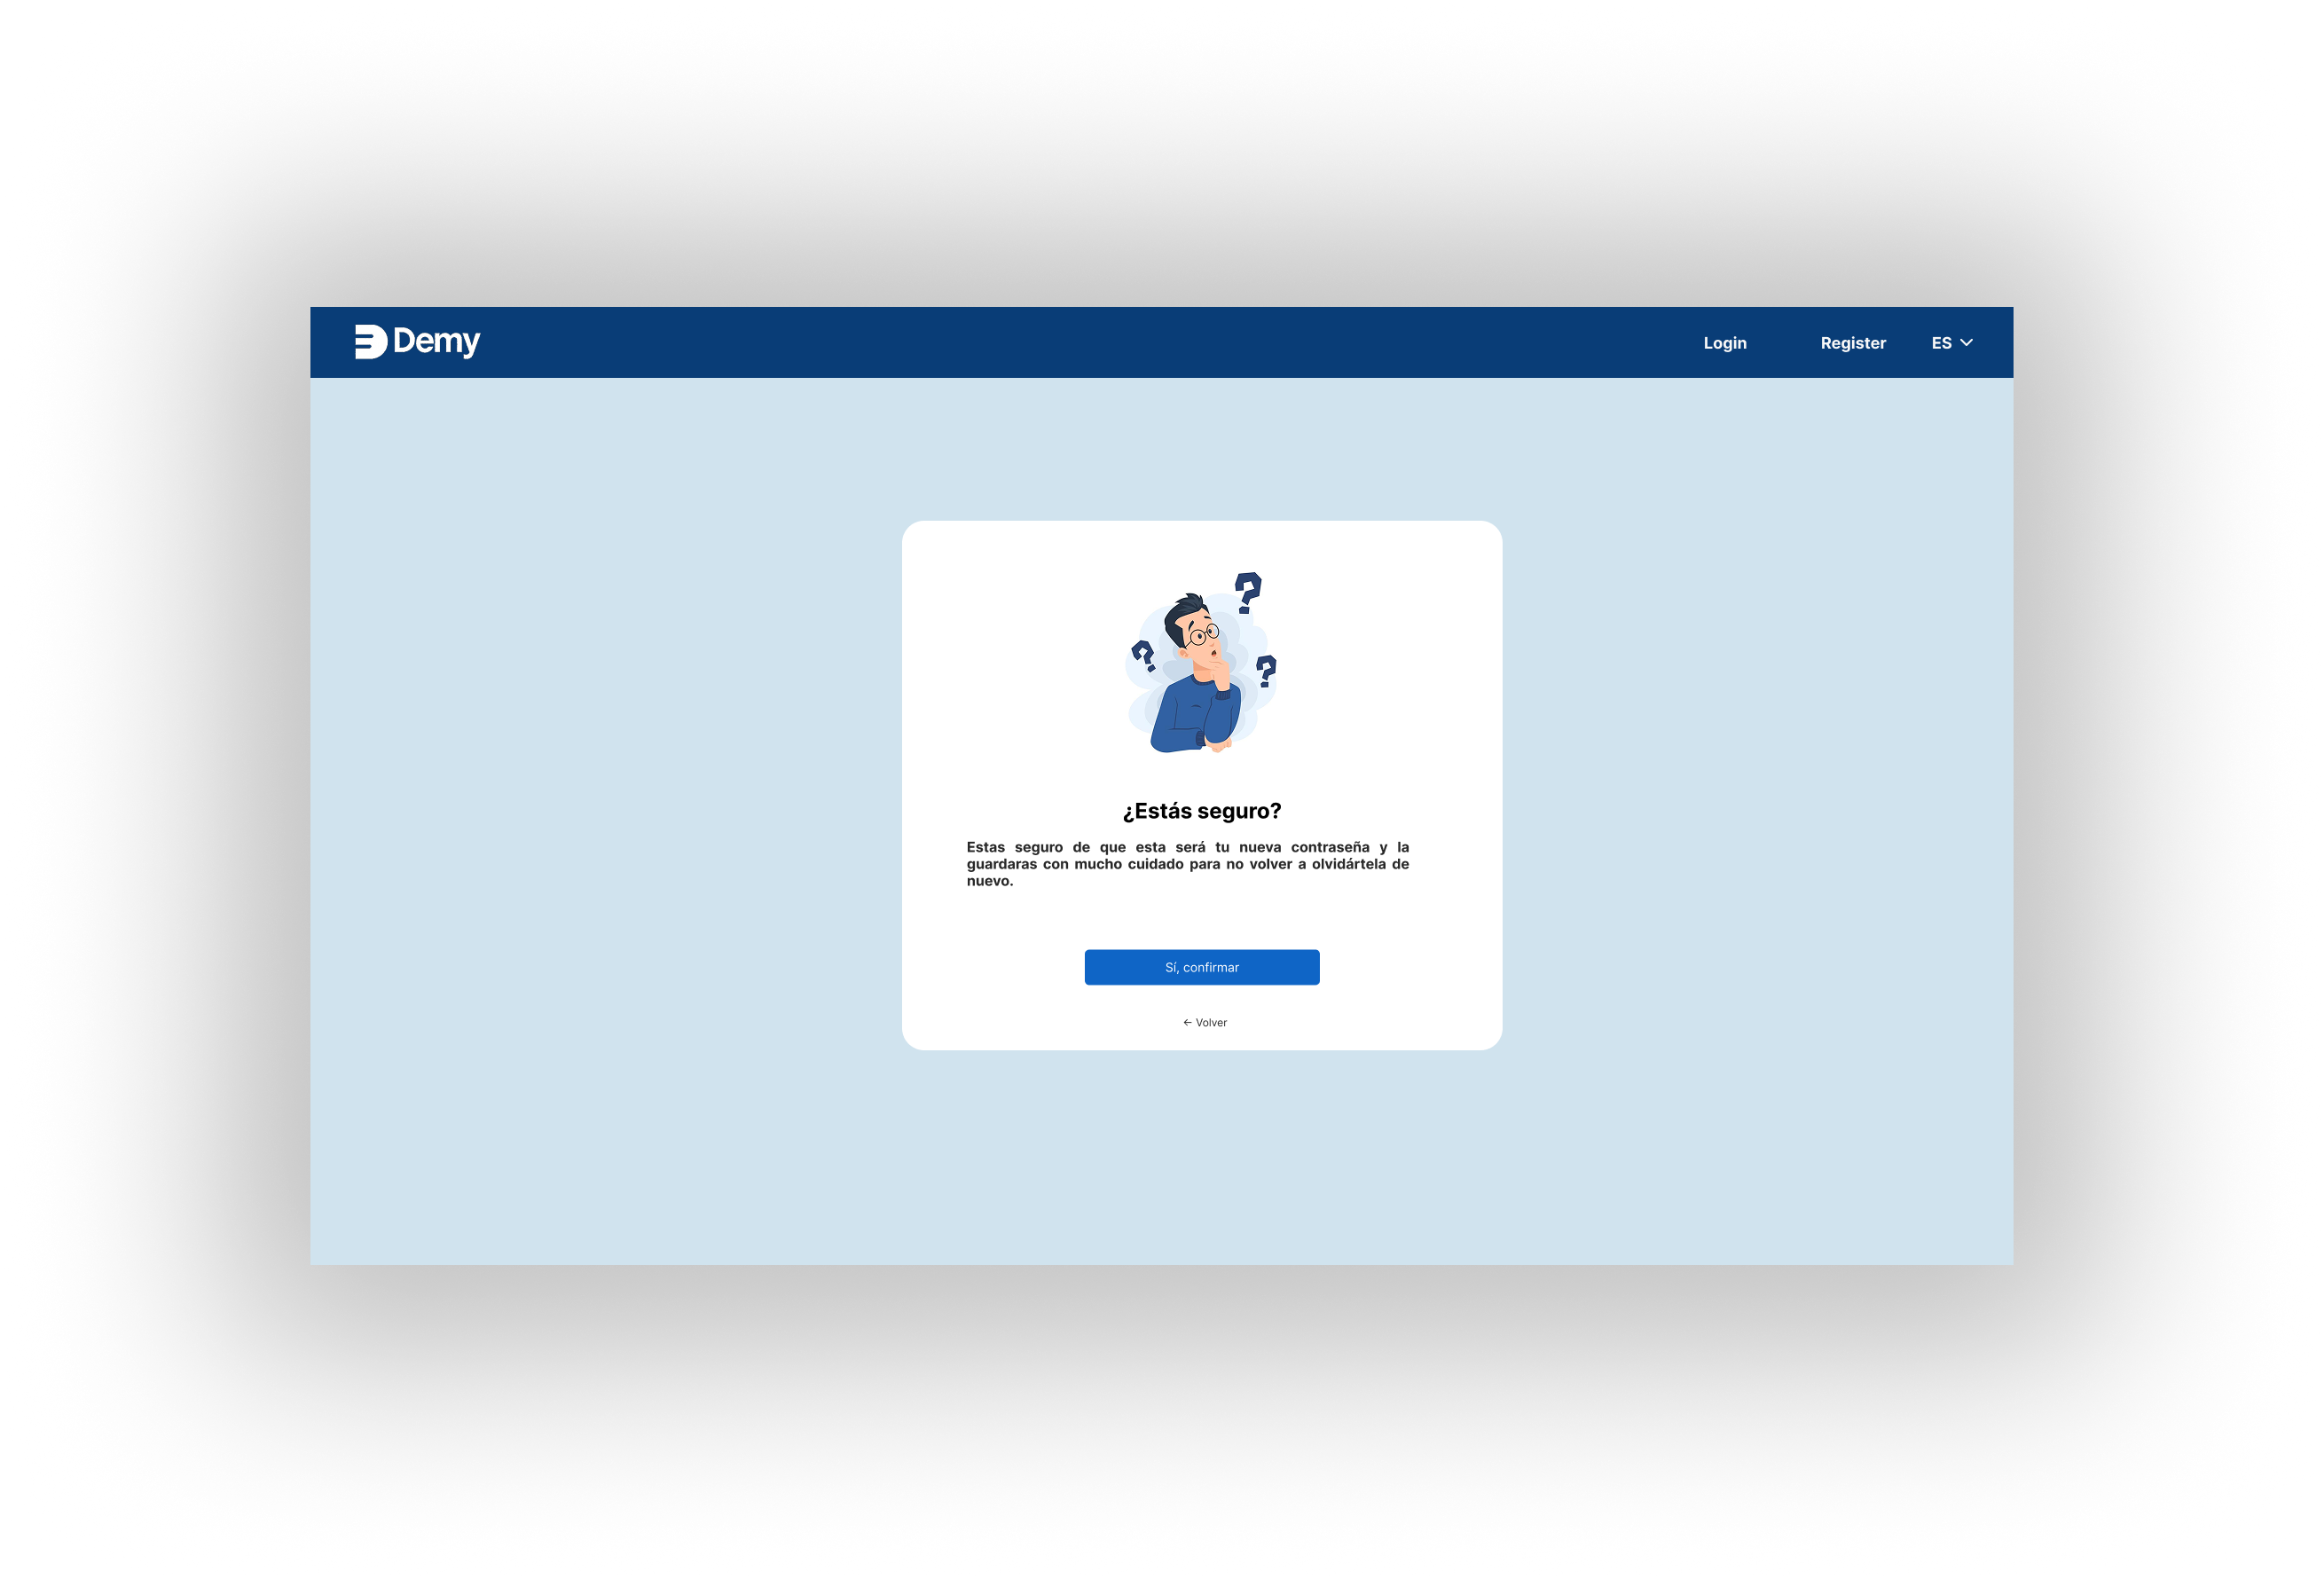 Demy
Login
Register
ES
¿Estás seguro?
Estas seguro de que esta será tu nueva contraseña y la
guardaras con mucho cuidado para no volver a olvidártela de
nuevo.
Sí, confirmar
← Volver